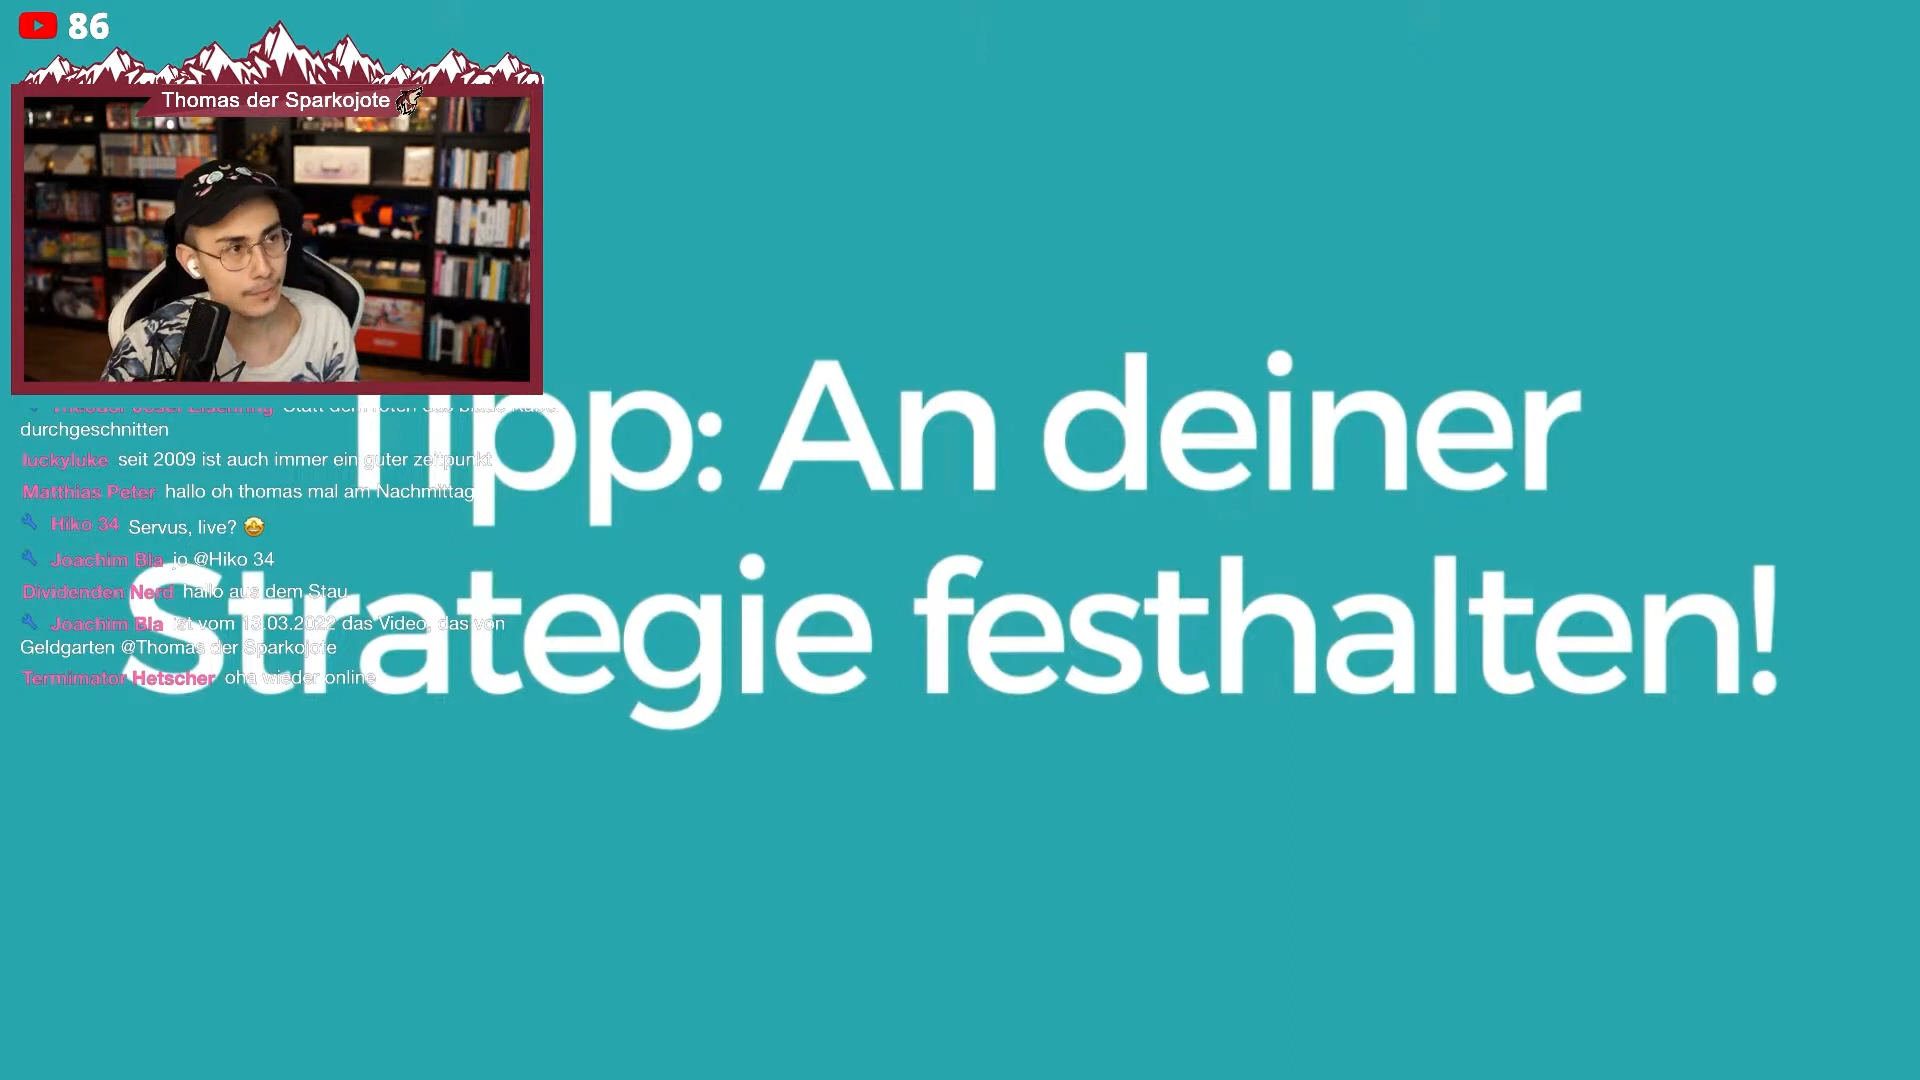 86
Thomas der Sparkojote
durchgeschnitten
luckyluke seit 2009 ist auch immer ein guter zeitpunkt
Matthias Peter hallo oh thomas mal am Nachmittag
Hiko 34 Servus, live? 🤩
Joachim Bla jo @Hiko 34
Dividenden Nerd hallo aus dem Stau
Joachim Bla ist vom 13.03.2022 das Video, das von
Geldgarten @Thomas der Sparkojote
Termimator Hetscher oha wieder online
Tipp: An deiner
Strategie festhalten!